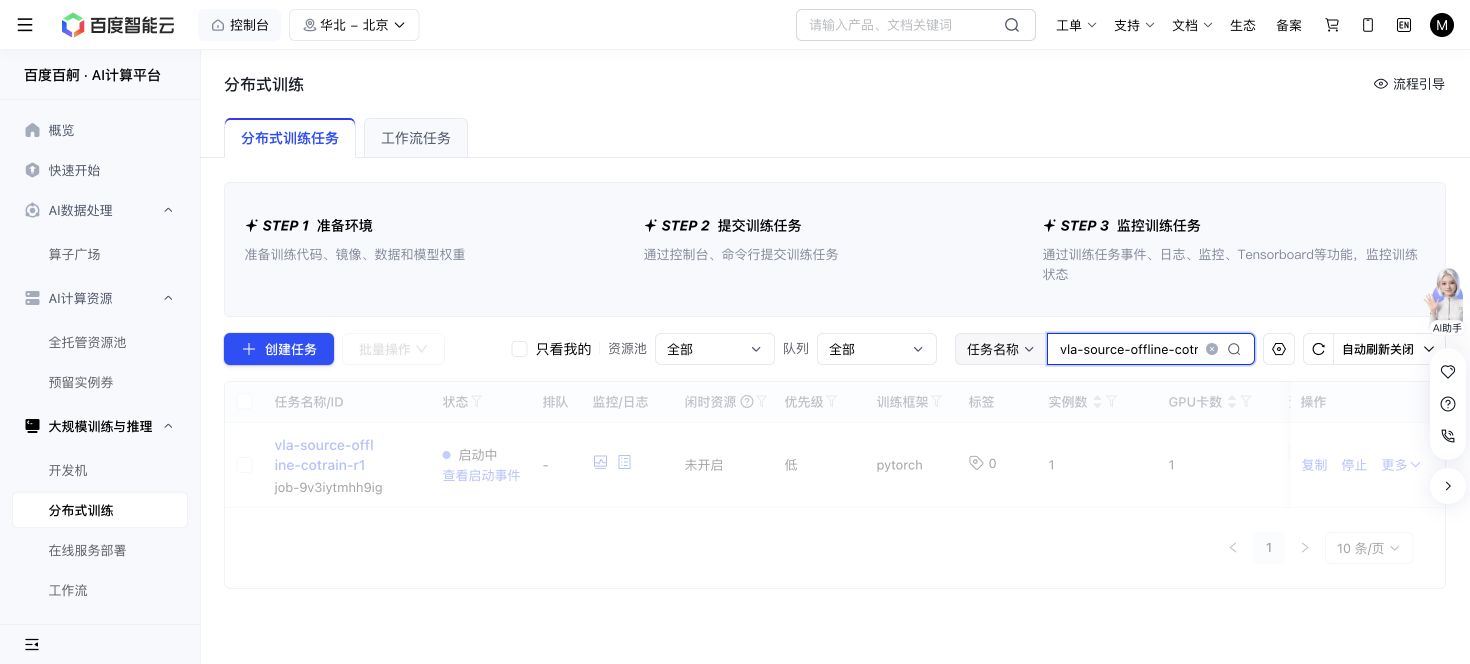 百度智能云
控制台
华北 – 北京
请输入产品、文档关键词
工单
支持
文档
生态
备案
EN
M
百度百舸 · AI计算平台
概览
快速开始
AI数据处理
算子广场
AI计算资源
全托管资源池
预留实例券
大规模训练与推理
开发机
分布式训练
在线服务部署
工作流
分布式训练
流程引导
分布式训练任务
工作流任务
STEP 1 准备环境
准备训练代码、镜像、数据和模型权重
STEP 2 提交训练任务
通过控制台、命令行提交训练任务
STEP 3 监控训练任务
通过训练任务事件、日志、监控、Tensorboard等功能，监控训练
状态
AI助手
创建任务
批量操作
只看我的
资源池
全部
队列
全部
任务名称
vla-source-offline-cotr
自动刷新关闭
任务名称/ID
状态
排队
监控/日志
闲时资源
优先级
训练框架
标签
实例数
GPU卡数
操作
vla-source-offl
ine-cotrain-r1
job-9v3iytmhh9ig
启动中
查看启动事件
-
未开启
低
pytorch
0
1
1
复制
停止
更多
1
10 条/页